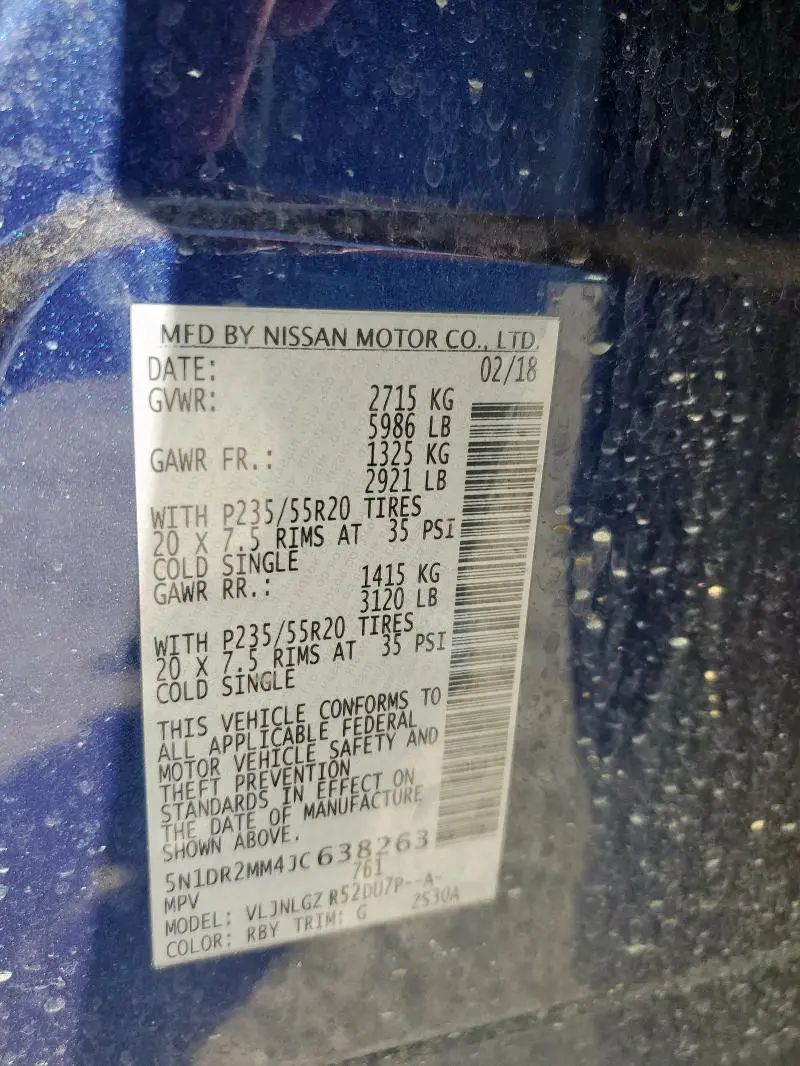 MFD BY NISSAN MOTOR CO., LTD.
DATE: 02/18
GVWR: 2715 KG
5986 LB
GAWR FR.: 1325 KG
2921 LB
WITH P235/55R20 TIRES
20 X 7.5 RIMS AT 35 PSI
COLD SINGLE
GAWR RR.: 1415 KG
3120 LB
WITH P235/55R20 TIRES
20 X 7.5 RIMS AT 35 PSI
COLD SINGLE
THIS VEHICLE CONFORMS TO
ALL APPLICABLE FEDERAL
MOTOR VEHICLE SAFETY AND
THEFT PREVENTION
STANDARDS IN EFFECT ON
THE DATE OF MANUFACTURE
SHOWN ABOVE.
5N1DR2MM4JC638263
MPV 761
MODEL: VLJNLGZ R52DUZP--A-
COLOR: RBY TRIM: G 2S30A